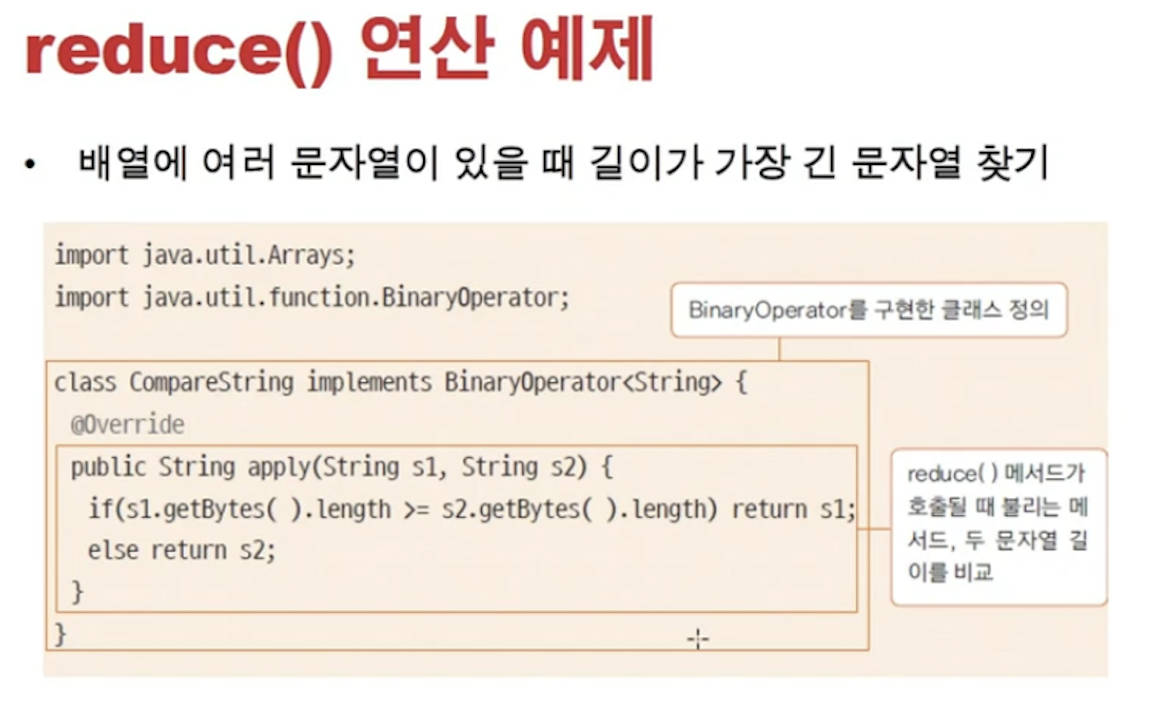 reduce() 연산 예제
• 배열에 여러 문자열이 있을 때 길이가 가장 긴 문자열 찾기
import java.util.Arrays;
import java.util.function.BinaryOperator;
BinaryOperator를 구현한 클래스 정의
class CompareString implements BinaryOperator<String> {
@Override
public String apply(String s1, String s2) {
if(s1.getBytes( ).length >= s2.getBytes( ).length) return s1;
else return s2;
}
}
reduce( ) 메서드가
호출될 때 불리는 메
서드, 두 문자열 길
이를 비교